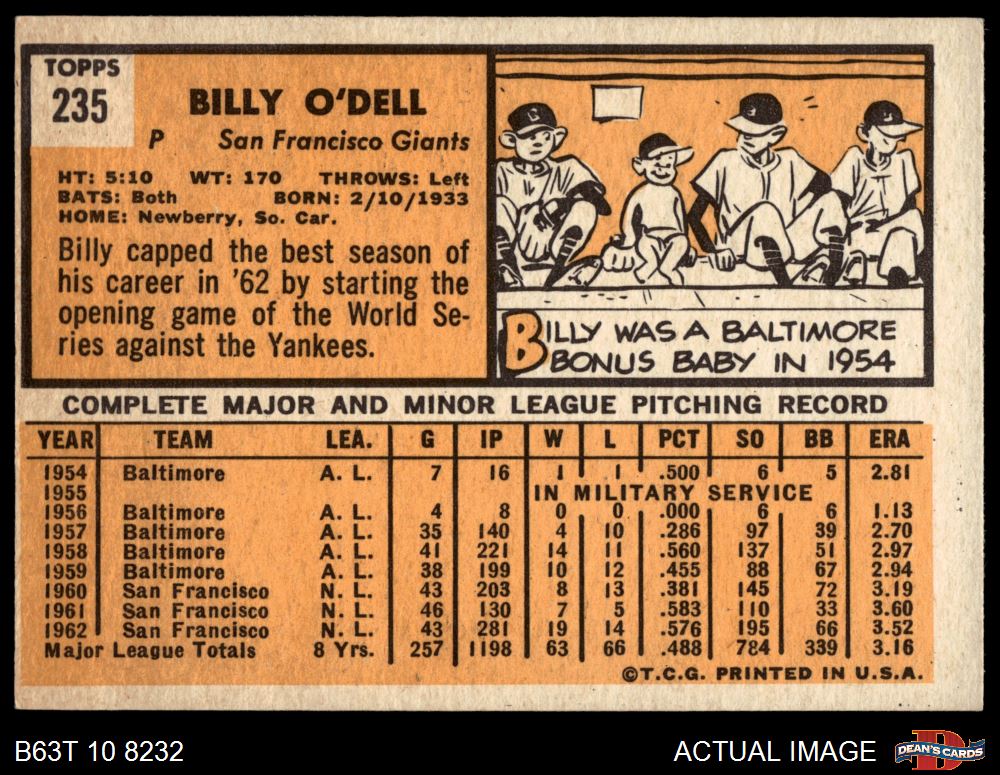 TOPPS
235
BILLY O'DELL
P San Francisco Giants
HT: 5:10 WT: 170 THROWS: Left
BATS: Both BORN: 2/10/1933
HOME: Newberry, So. Car.
Billy capped the best season of
his career in '62 by starting the
opening game of the World Se-
ries against the Yankees.
BILLY WAS A BALTIMORE
BONUS BABY IN 1954
COMPLETE MAJOR AND MINOR LEAGUE PITCHING RECORD
YEAR TEAM LEA. G IP W L PCT SO BB ERA
1954 Baltimore A. L. 7 16 1 1 .500 6 5 2.81
1955 IN MILITARY SERVICE
1956 Baltimore A. L. 4 8 0 0 .000 6 6 1.13
1957 Baltimore A. L. 35 140 4 10 .286 97 39 2.70
1958 Baltimore A. L. 41 221 14 11 .560 137 51 2.97
1959 Baltimore A. L. 38 199 10 12 .455 88 67 2.94
1960 San Francisco N. L. 43 203 8 13 .381 145 72 3.19
1961 San Francisco N. L. 46 130 7 5 .583 110 33 3.60
1962 San Francisco N. L. 43 281 19 14 .576 195 66 3.52
Major League Totals 8 Yrs. 257 1198 63 66 .488 784 339 3.16
©T.C.G. PRINTED IN U.S.A.
B63T 10 8232 ACTUAL IMAGE D DEAN'S CARDS